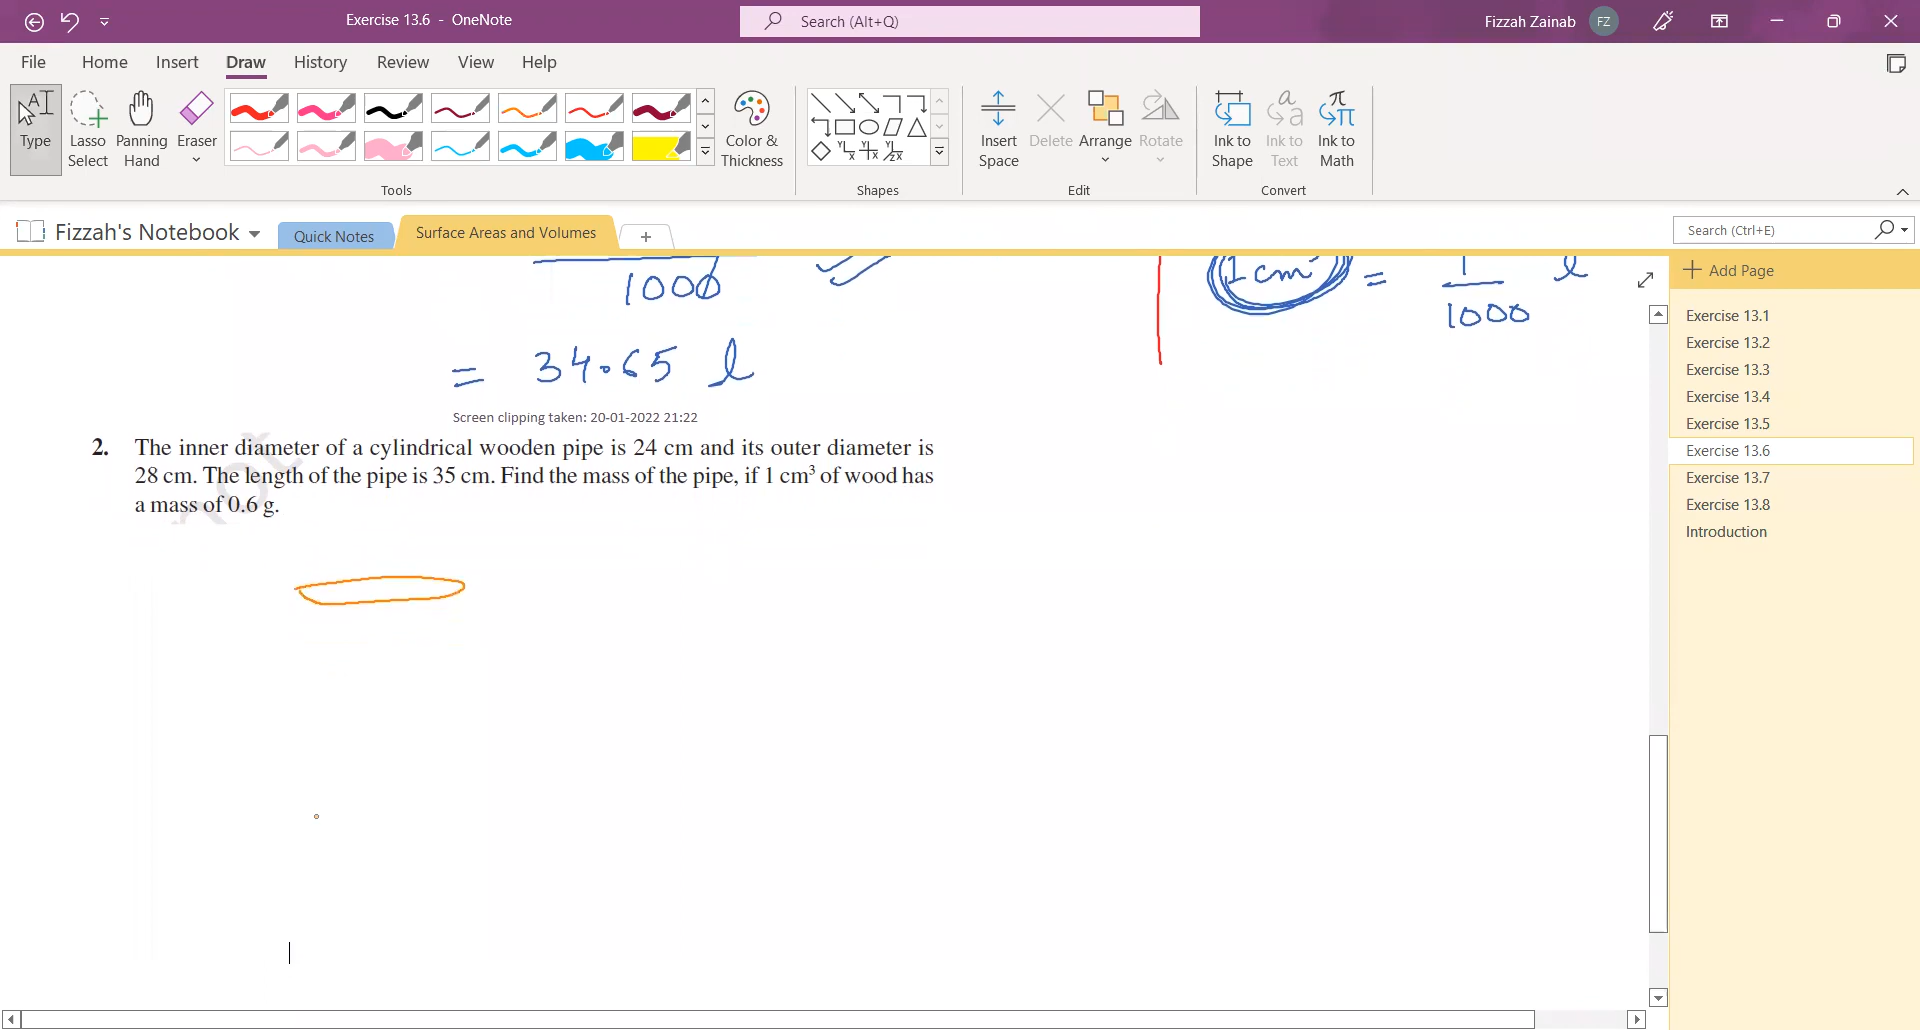 Exercise 13.6 - OneNote
Search (Alt+Q)
Fizzah Zainab
FZ
File
Home
Insert
Draw
History
Review
View
Help
Type
Lasso Select
Panning Hand
Eraser
Color & Thickness
Insert Space
Delete
Arrange
Rotate
Ink to Shape
Ink to Text
Ink to Math
Tools
Shapes
Edit
Convert
Fizzah's Notebook
Quick Notes
Surface Areas and Volumes
Search (Ctrl+E)
Add Page
Exercise 13.1
Exercise 13.2
Exercise 13.3
Exercise 13.4
Exercise 13.5
Exercise 13.6
Exercise 13.7
Exercise 13.8
Introduction
1000
1 cm³ = 1/1000 l
= 34.65 l
Screen clipping taken: 20-01-2022 21:22
2. The inner diameter of a cylindrical wooden pipe is 24 cm and its outer diameter is
28 cm. The length of the pipe is 35 cm. Find the mass of the pipe, if 1 cm³ of wood has
a mass of 0.6 g.